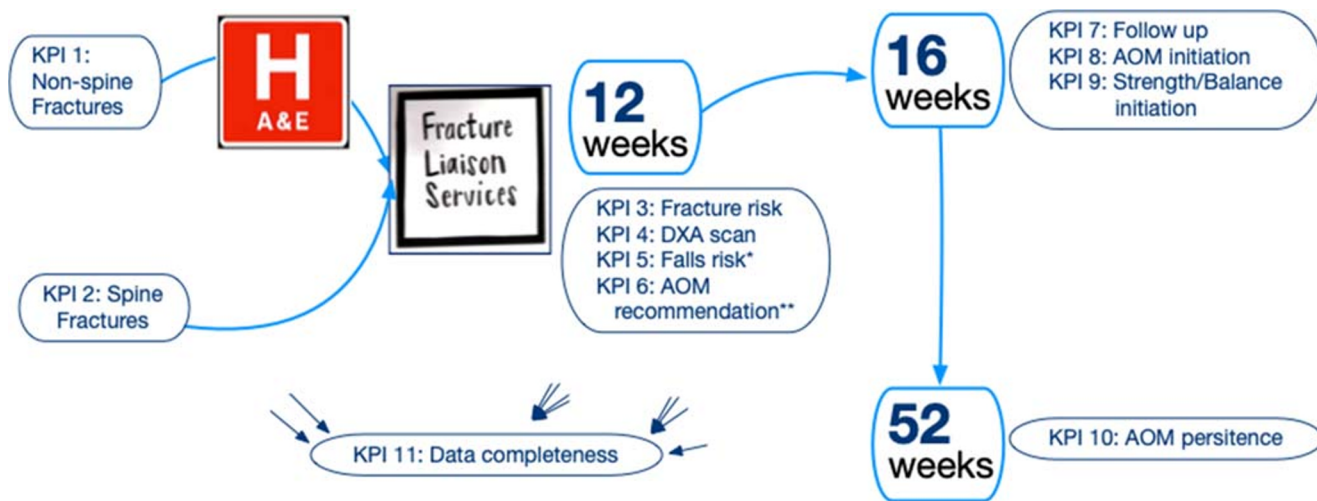 KPI 1:
Non-spine
Fractures
H
A&E
Fracture
Liaison
Services
KPI 2: Spine
Fractures
12
weeks
KPI 3: Fracture risk
KPI 4: DXA scan
KPI 5: Falls risk*
KPI 6: AOM
recommendation**
16
weeks
KPI 7: Follow up
KPI 8: AOM initiation
KPI 9: Strength/Balance
initiation
52
weeks
KPI 10: AOM persitence
KPI 11: Data completeness